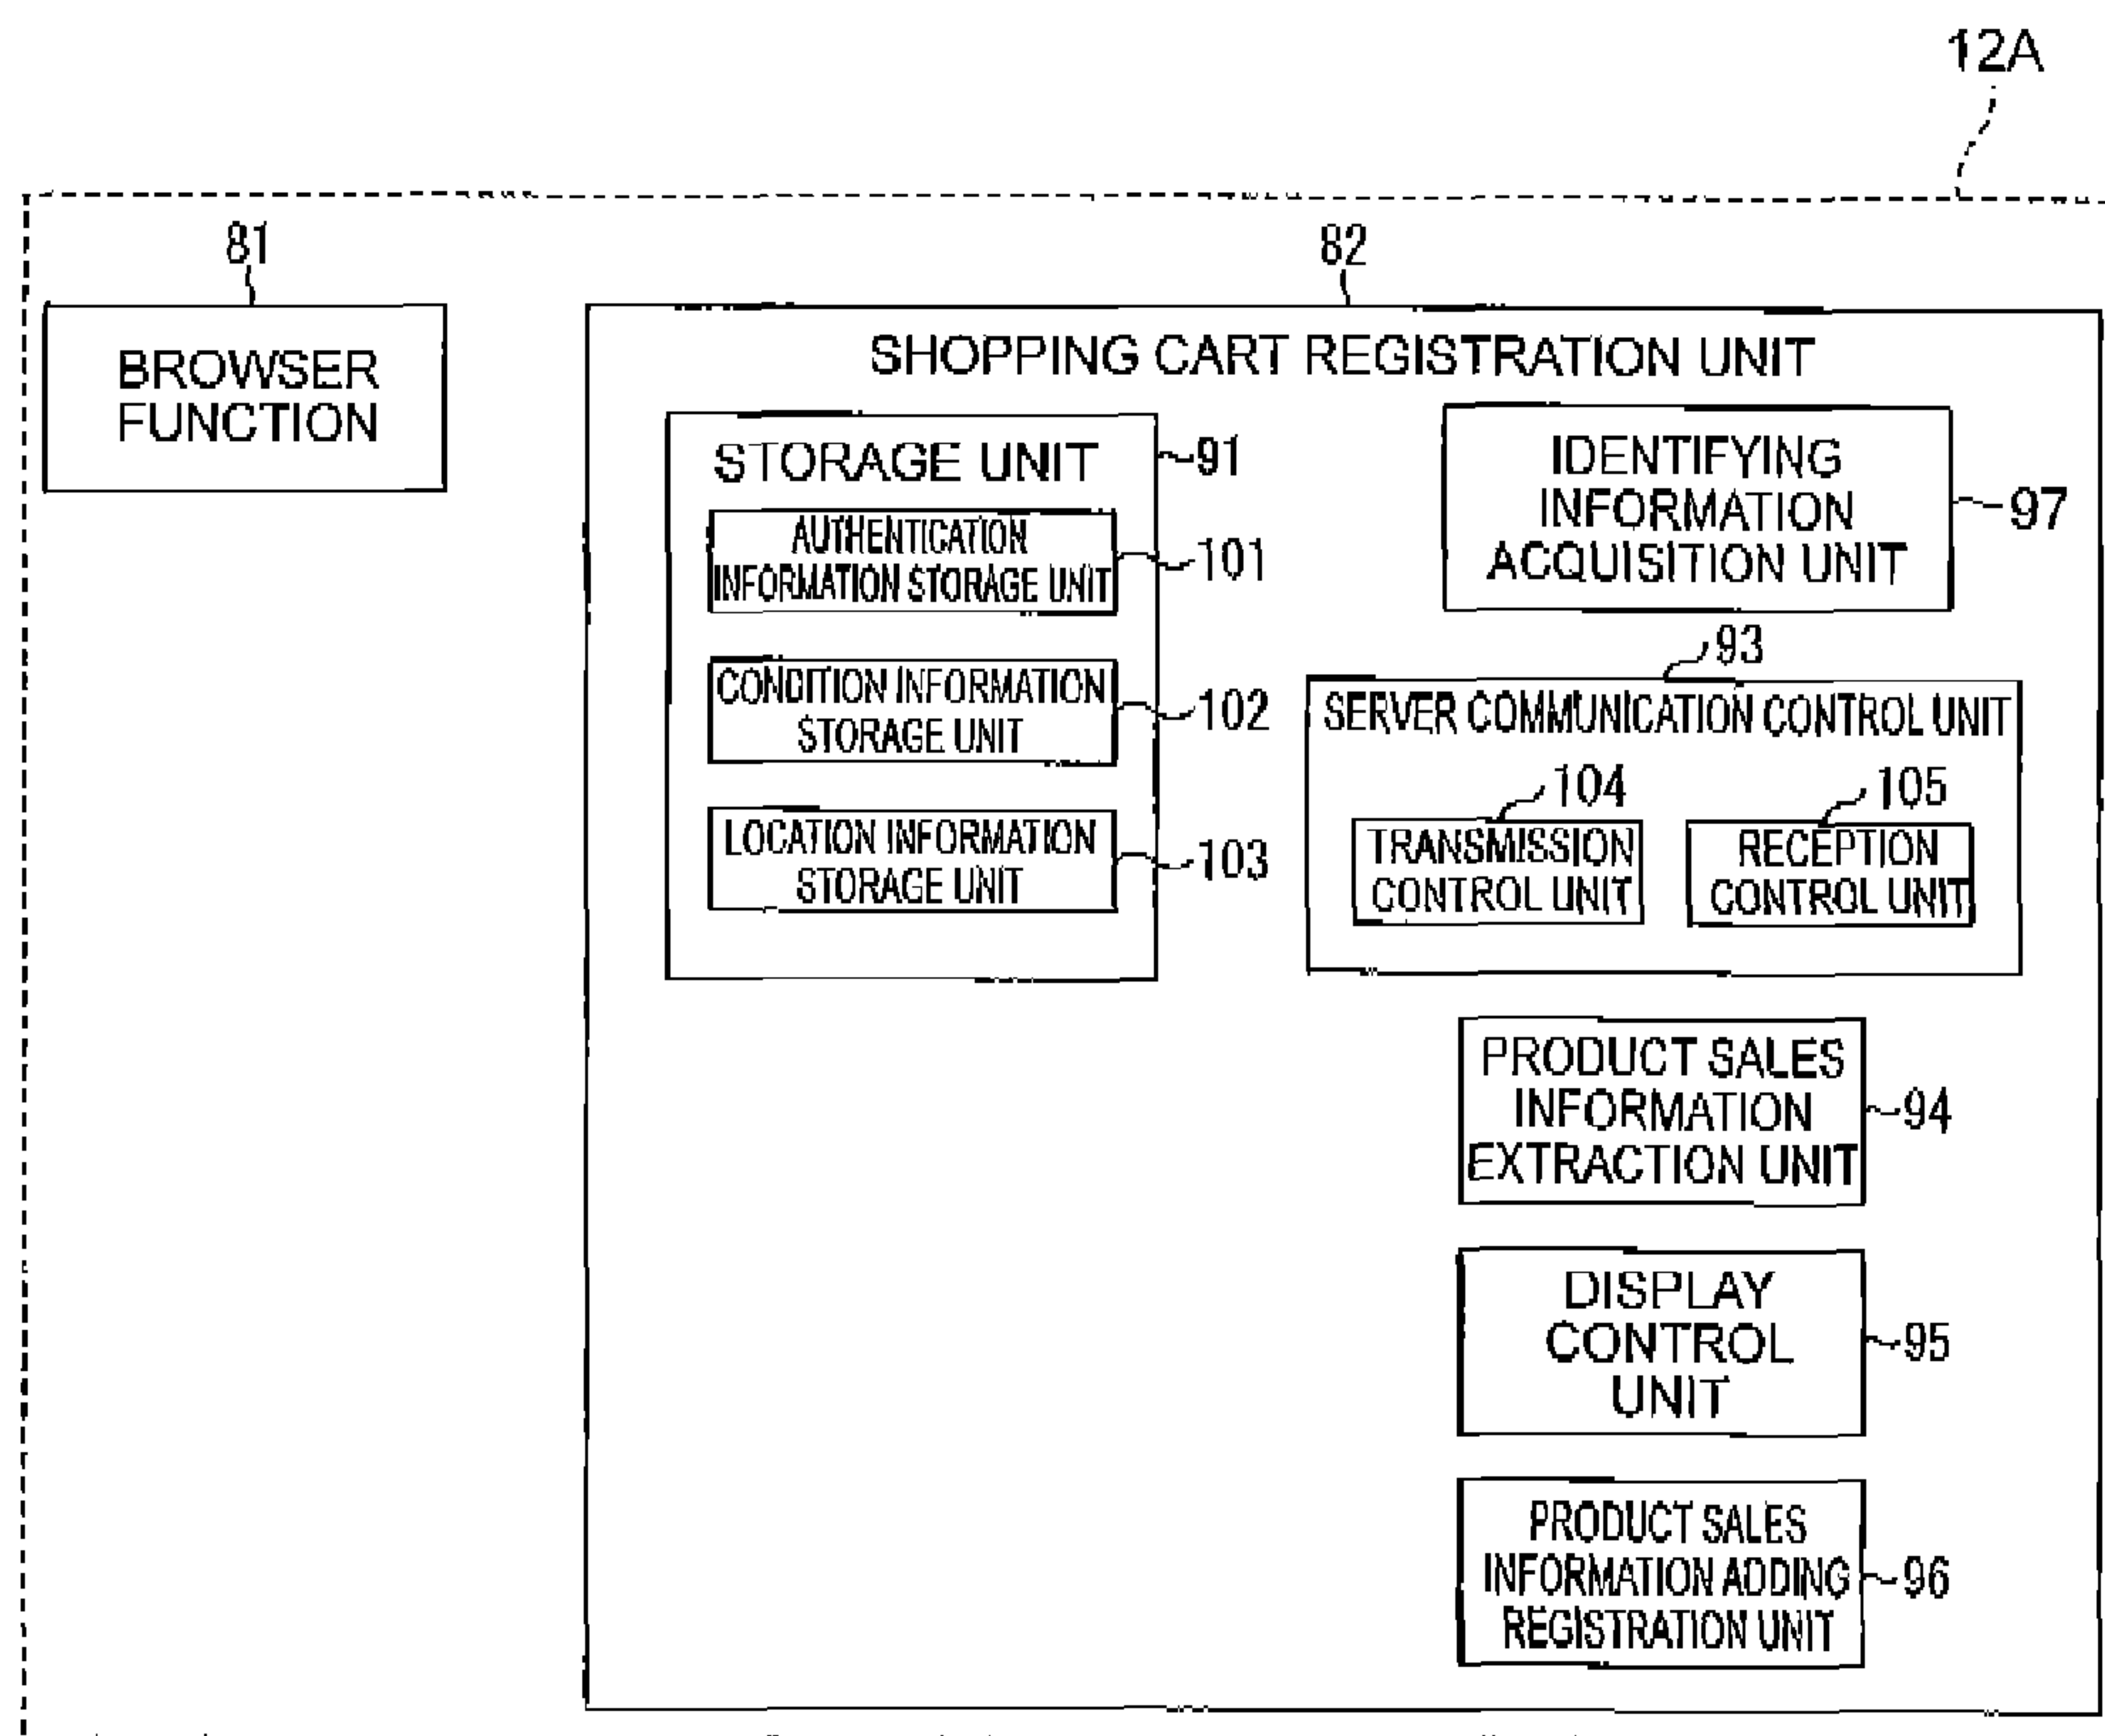 12A
81
82
BROWSER
FUNCTION
SHOPPING CART REGISTRATION UNIT
STORAGE UNIT
91
AUTHENTICATION
INFORMATION STORAGE UNIT
101
CONDITION INFORMATION
STORAGE UNIT
102
LOCATION INFORMATION
STORAGE UNIT
103
IDENTIFYING
INFORMATION
ACQUISITION UNIT
97
93
SERVER COMMUNICATION CONTROL UNIT
104
105
TRANSMISSION
CONTROL UNIT
RECEPTION
CONTROL UNIT
PRODUCT SALES
INFORMATION
EXTRACTION UNIT
94
DISPLAY
CONTROL
UNIT
95
PRODUCT SALES
INFORMATION ADDING
REGISTRATION UNIT
96